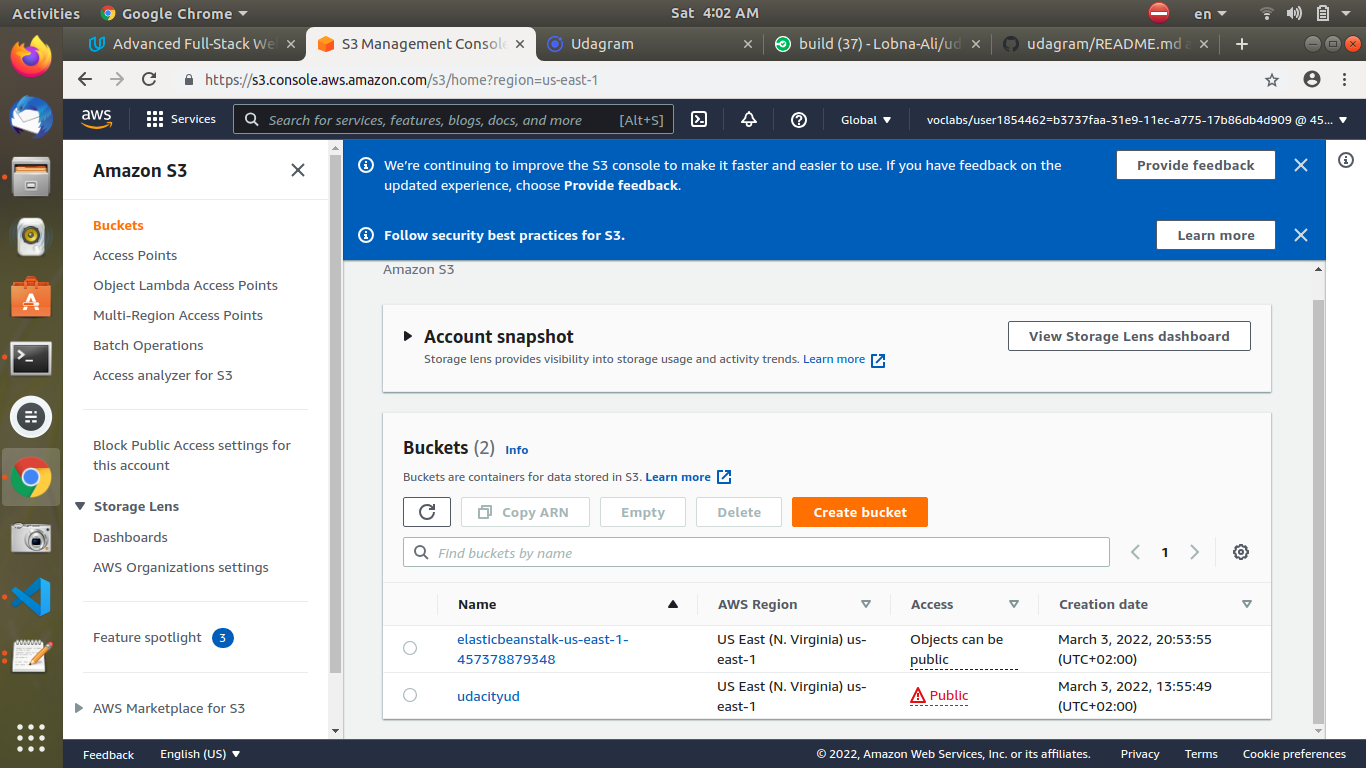 Activities
Google Chrome
Sat 4:02 AM
en
Advanced Full-Stack We
S3 Management Console
Udagram
build (37) - Lobna-Ali/ud
udagram/README.md a
https://s3.console.aws.amazon.com/s3/home?region=us-east-1
aws
Services
Search for services, features, blogs, docs, and more
[Alt+S]
Global
voclabs/user1854462=b3737faa-31e9-11ec-a775-17b86db4d909 @ 45...
Amazon S3
Buckets
Access Points
Object Lambda Access Points
Multi-Region Access Points
Batch Operations
Access analyzer for S3
Block Public Access settings for
this account
Storage Lens
Dashboards
AWS Organizations settings
Feature spotlight 3
AWS Marketplace for S3
We're continuing to improve the S3 console to make it faster and easier to use. If you have feedback on the
updated experience, choose Provide feedback.
Provide feedback
Follow security best practices for S3.
Learn more
Amazon S3
Account snapshot
Storage lens provides visibility into storage usage and activity trends. Learn more
View Storage Lens dashboard
Buckets (2) Info
Buckets are containers for data stored in S3. Learn more
Copy ARN
Empty
Delete
Create bucket
Find buckets by name
1
Name
AWS Region
Access
Creation date
elasticbeanstalk-us-east-1-
457378879348
US East (N. Virginia) us-
east-1
Objects can be
public
March 3, 2022, 20:53:55
(UTC+02:00)
udacityud
US East (N. Virginia) us-
east-1
Public
March 3, 2022, 13:55:49
(UTC+02:00)
Feedback
English (US)
© 2022, Amazon Web Services, Inc. or its affiliates.
Privacy
Terms
Cookie preferences